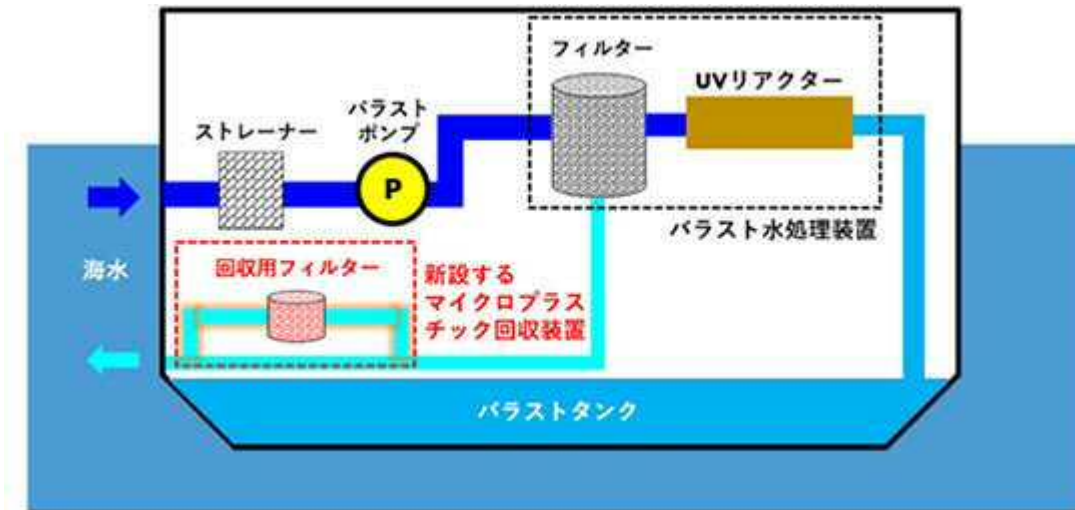 フィルター
UVリアクター
バラスト
ポンプ
ストレーナー
P
バラスト水処理装置
海水
回収用フィルター
新設する
マイクロプラス
チック回収装置
バラストタンク